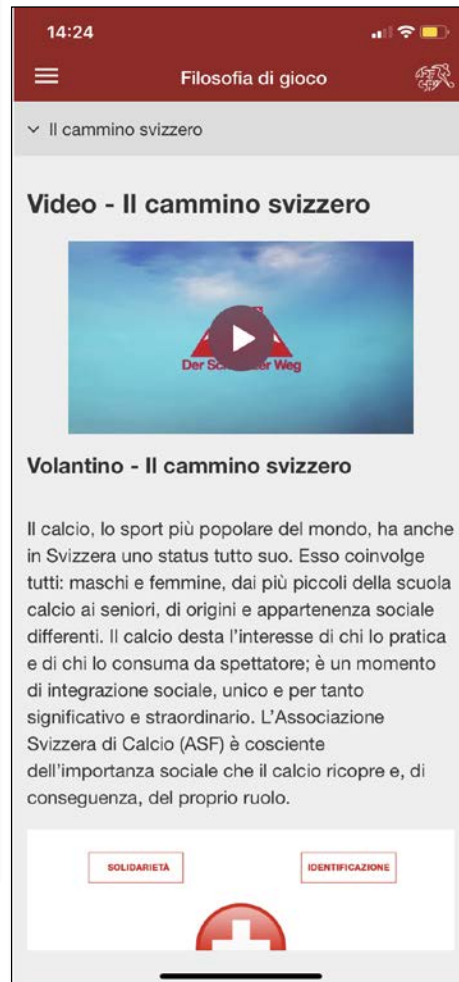 14:24
Filosofia di gioco
Il cammino svizzero
Video - Il cammino svizzero
Der Weg
Volantino - Il cammino svizzero
Il calcio, lo sport più popolare del mondo, ha anche
in Svizzera uno status tutto suo. Esso coinvolge
tutti: maschi e femmine, dai più piccoli della scuola
calcio ai seniori, di origini e appartenenza sociale
differenti. Il calcio desta l'interesse di chi lo pratica
e di chi lo consuma da spettatore; è un momento
di integrazione sociale, unico e per tanto
significativo e straordinario. L'Associazione
Svizzera di Calcio (ASF) è cosciente
dell'importanza sociale che il calcio ricopre e, di
conseguenza, del proprio ruolo.
SOLIDARIETÀ
IDENTIFICAZIONE